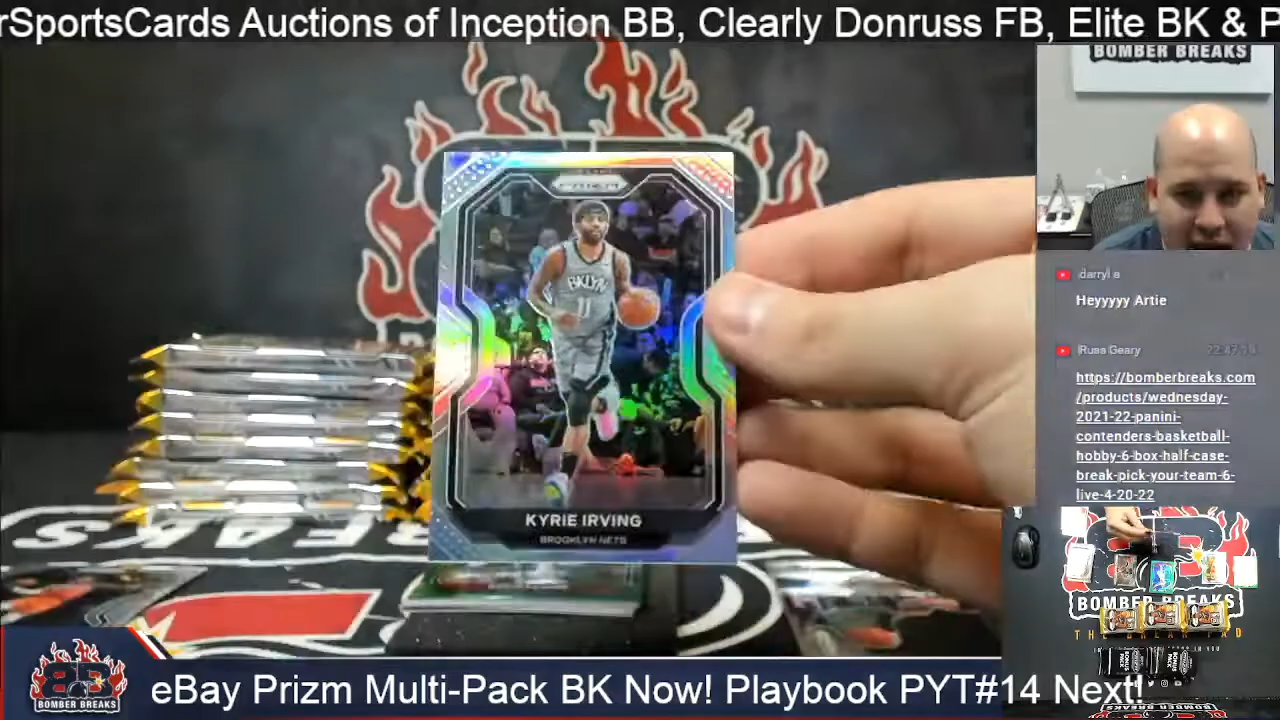 rSportsCards Auctions of Inception BB, Clearly Donruss FB, Elite BK & P
BOMBER BREAKS
PRIZM
BKLYN
11
KYRIE IRVING
BROOKLYN NETS
darryl a
Heyyyyy Artie
Russ Geary
https://bomberbreaks.com
/products/wednesday-
2021-22-panini-
contenders-basketball-
hobby-6-box-half-case-
break-pick-your-team-6-
live-4-20-22
BREAKS
BOMBER BREAKS
BOMBER BREAKS
eBay Prizm Multi-Pack BK Now! Playbook PYT#14 Next!